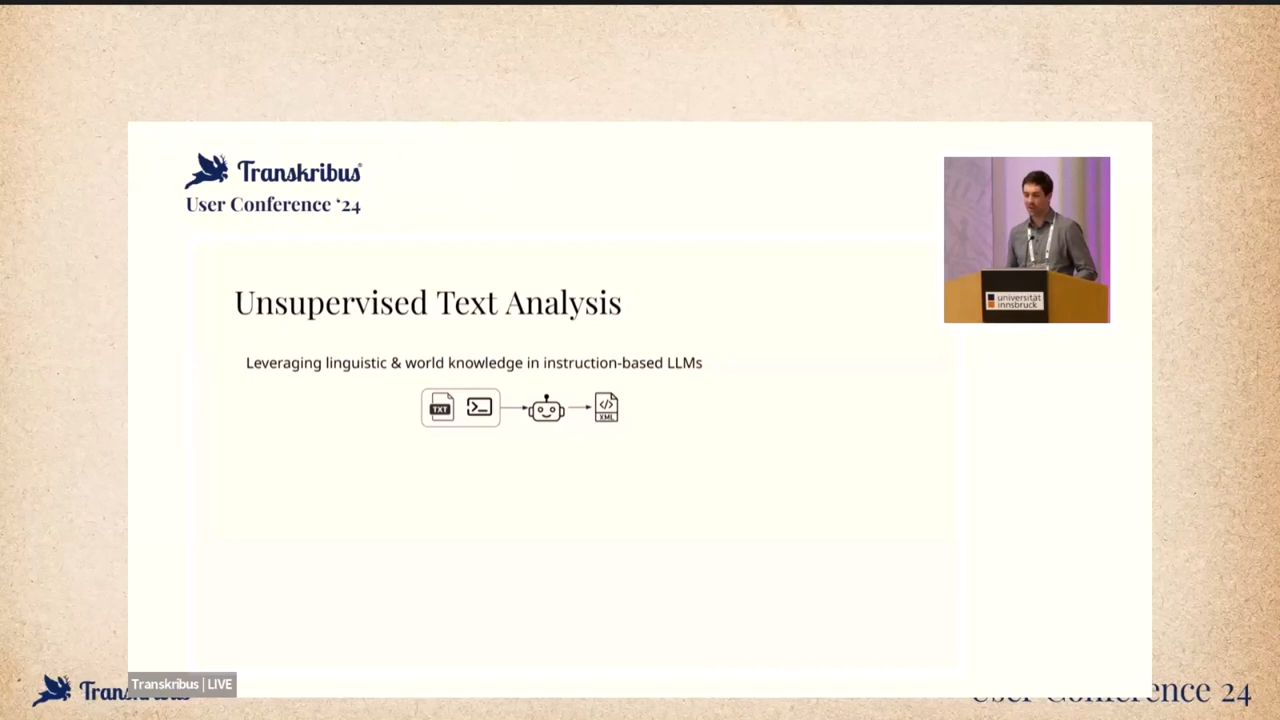 Transkribus
User Conference ‘24
Unsupervised Text Analysis
Leveraging linguistic & world knowledge in instruction-based LLMs
TXT
XML
universität
innsbruck
Transkribus | LIVE
User Conference 24